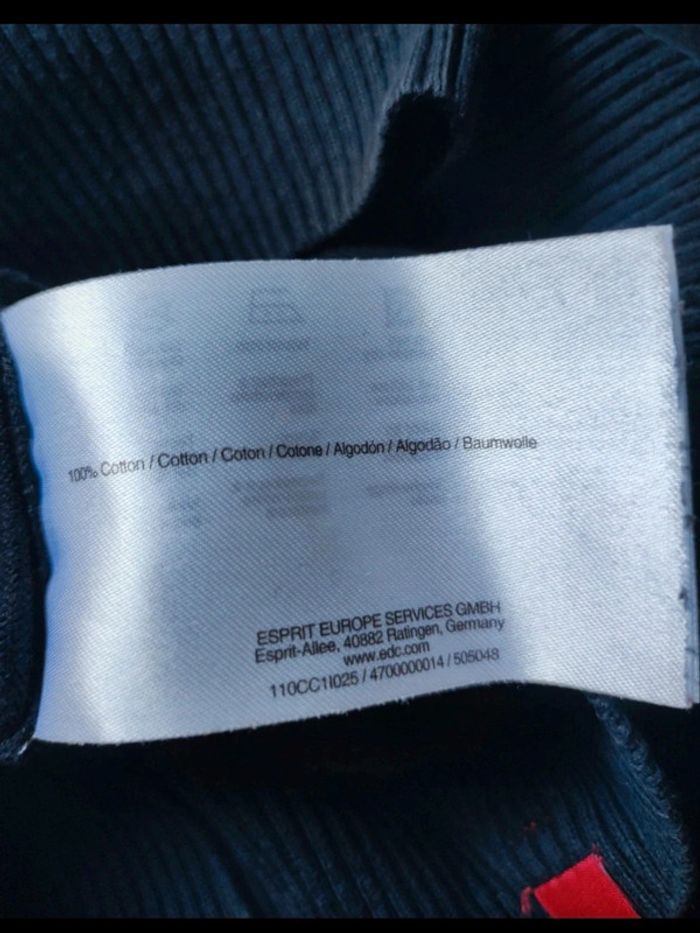 100% Cotton / Cotton / Coton / Cotone / Algodón / Algodão / Baumwolle
ESPRIT EUROPE SERVICES GMBH
Esprit-Allee, 40882 Ratingen, Germany
www.edc.com
110CC1I025 / 4700000014 / 505048